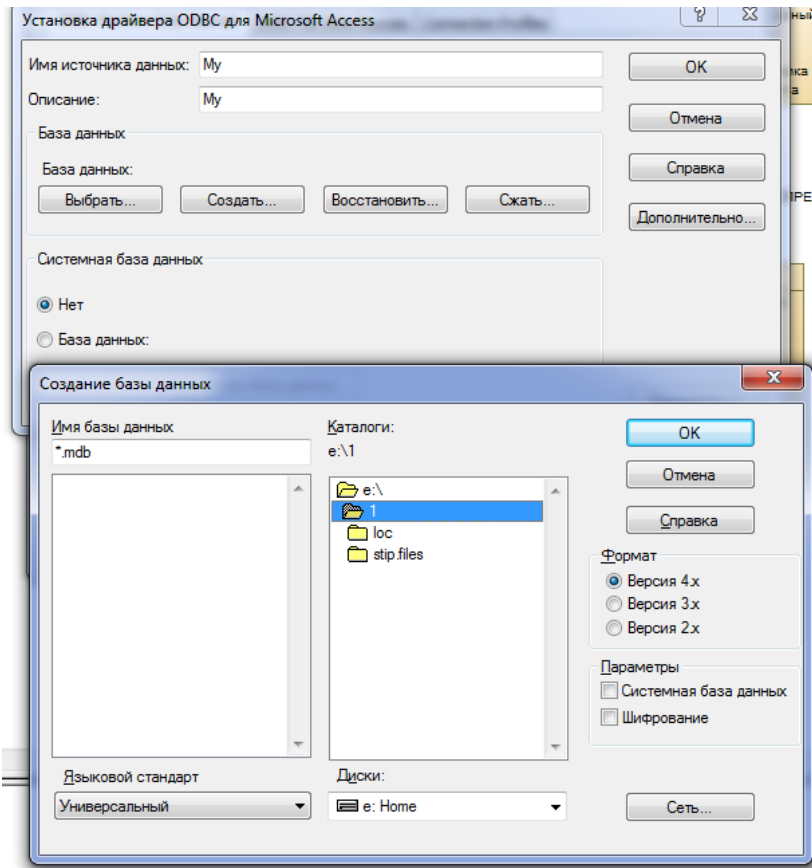 Установка драйвера ODBC для Microsoft Access
Имя источника данных: My
OK
Описание: My
Отмена
База данных
База данных:
Справка
Выбрать... Создать... Восстановить... Сжать...
Дополнительно...
Системная база данных
Нет
База данных:
Создание базы данных
Имя базы данных
*.mdb
Каталоги:
e:\1
e:\
1
loc
stip.files
OK
Отмена
Справка
Формат
Версия 4.x
Версия 3.x
Версия 2.x
Параметры
Системная база данных
Шифрование
Языковой стандарт
Универсальный
Диски:
e: Home
Сеть...